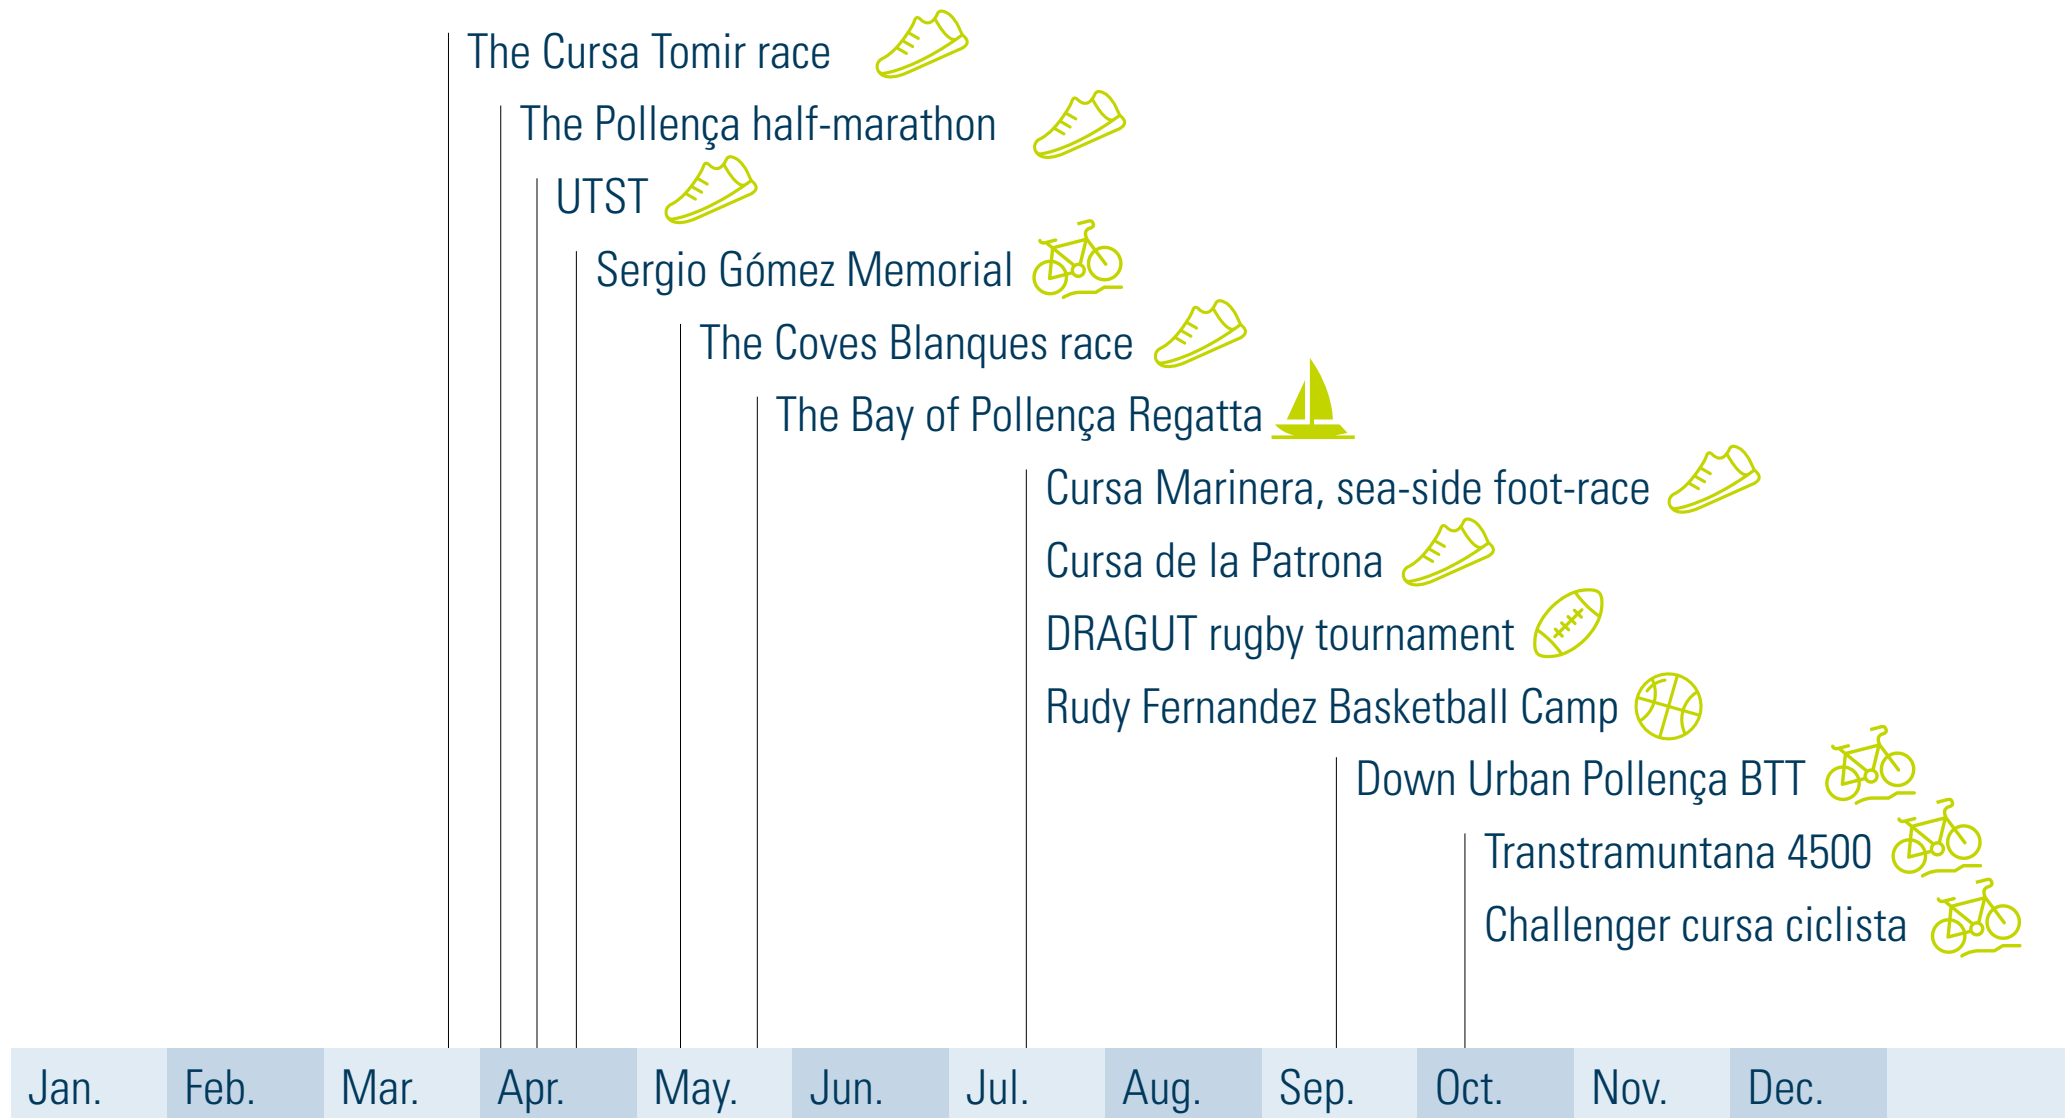 The Cursa Tomir race
The Pollença half-marathon
UTST
Sergio Gómez Memorial
The Coves Blanques race
The Bay of Pollença Regatta
Cursa Marinera, sea-side foot-race
Cursa de la Patrona
DRAGUT rugby tournament
Rudy Fernandez Basketball Camp
Down Urban Pollença BTT
Transtramuntana 4500
Challenger cursa ciclista
Jan. Feb. Mar. Apr. May. Jun. Jul. Aug. Sep. Oct. Nov. Dec.